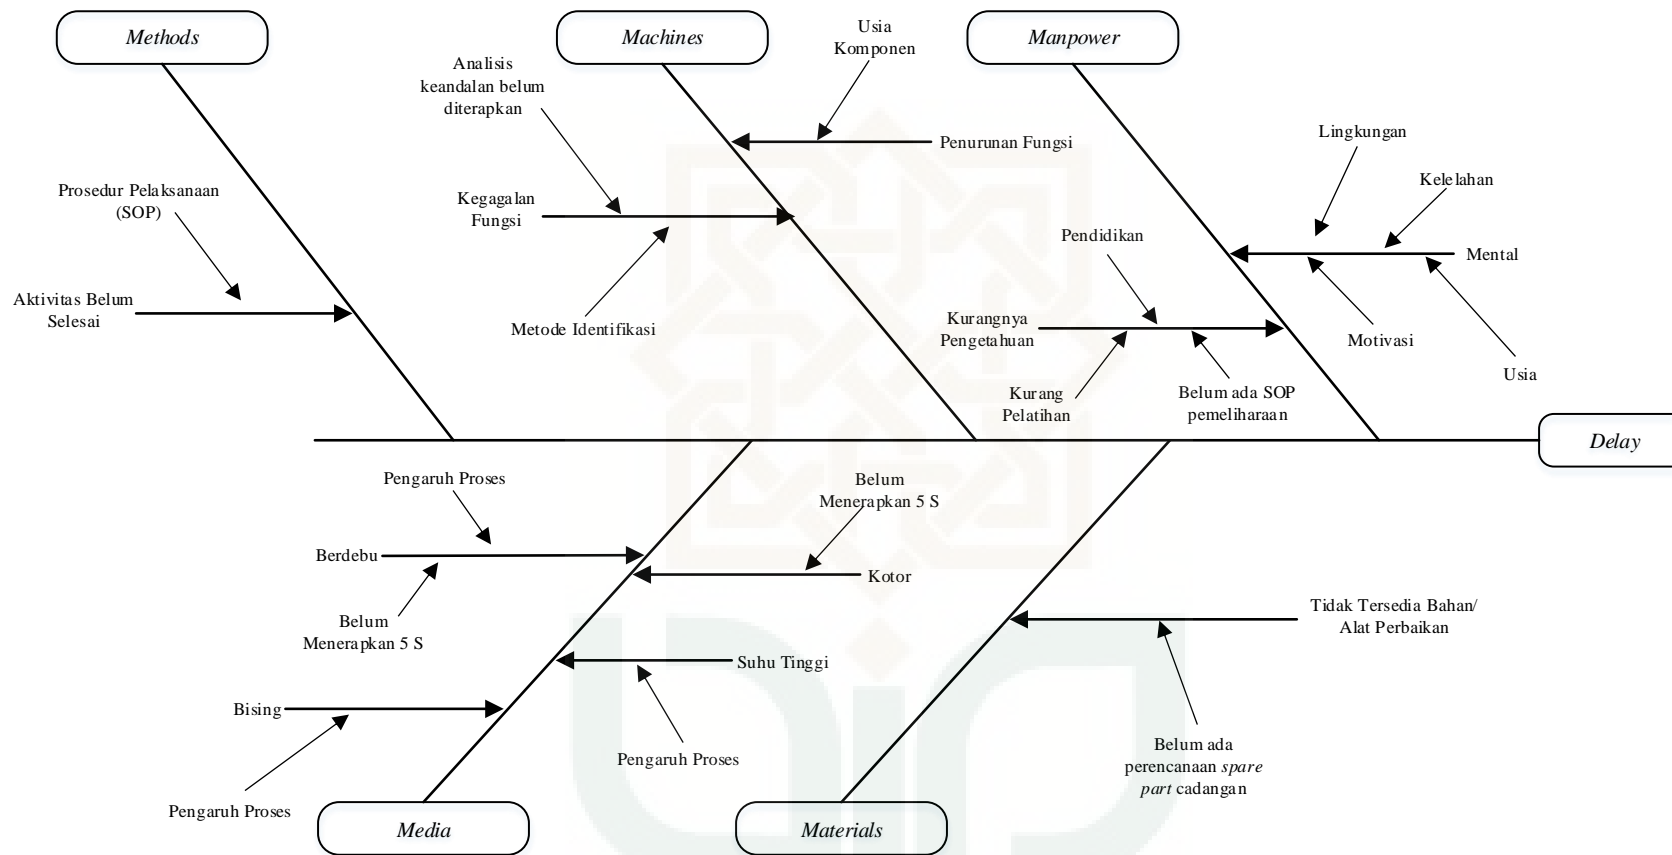 Methods
Machines
Manpower
Usia
Komponen
Analisis
keandalan belum
diterapkan
Penurunan Fungsi
Lingkungan
Kelelahan
Prosedur Pelaksanaan
(SOP)
Kegagalan
Fungsi
Pendidikan
Mental
Aktivitas Belum
Selesai
Metode Identifikasi
Kurangnya
Pengetahuan
Motivasi
Usia
Kurang
Pelatihan
Belum ada SOP
pemeliharaan
Delay
Pengaruh Proses
Belum
Menerapkan 5 S
Berdebu
Kotor
Belum
Menerapkan 5 S
Tidak Tersedia Bahan/
Alat Perbaikan
Suhu Tinggi
Bising
Pengaruh Proses
Belum ada
perencanaan spare
part cadangan
Pengaruh Proses
Media
Materials